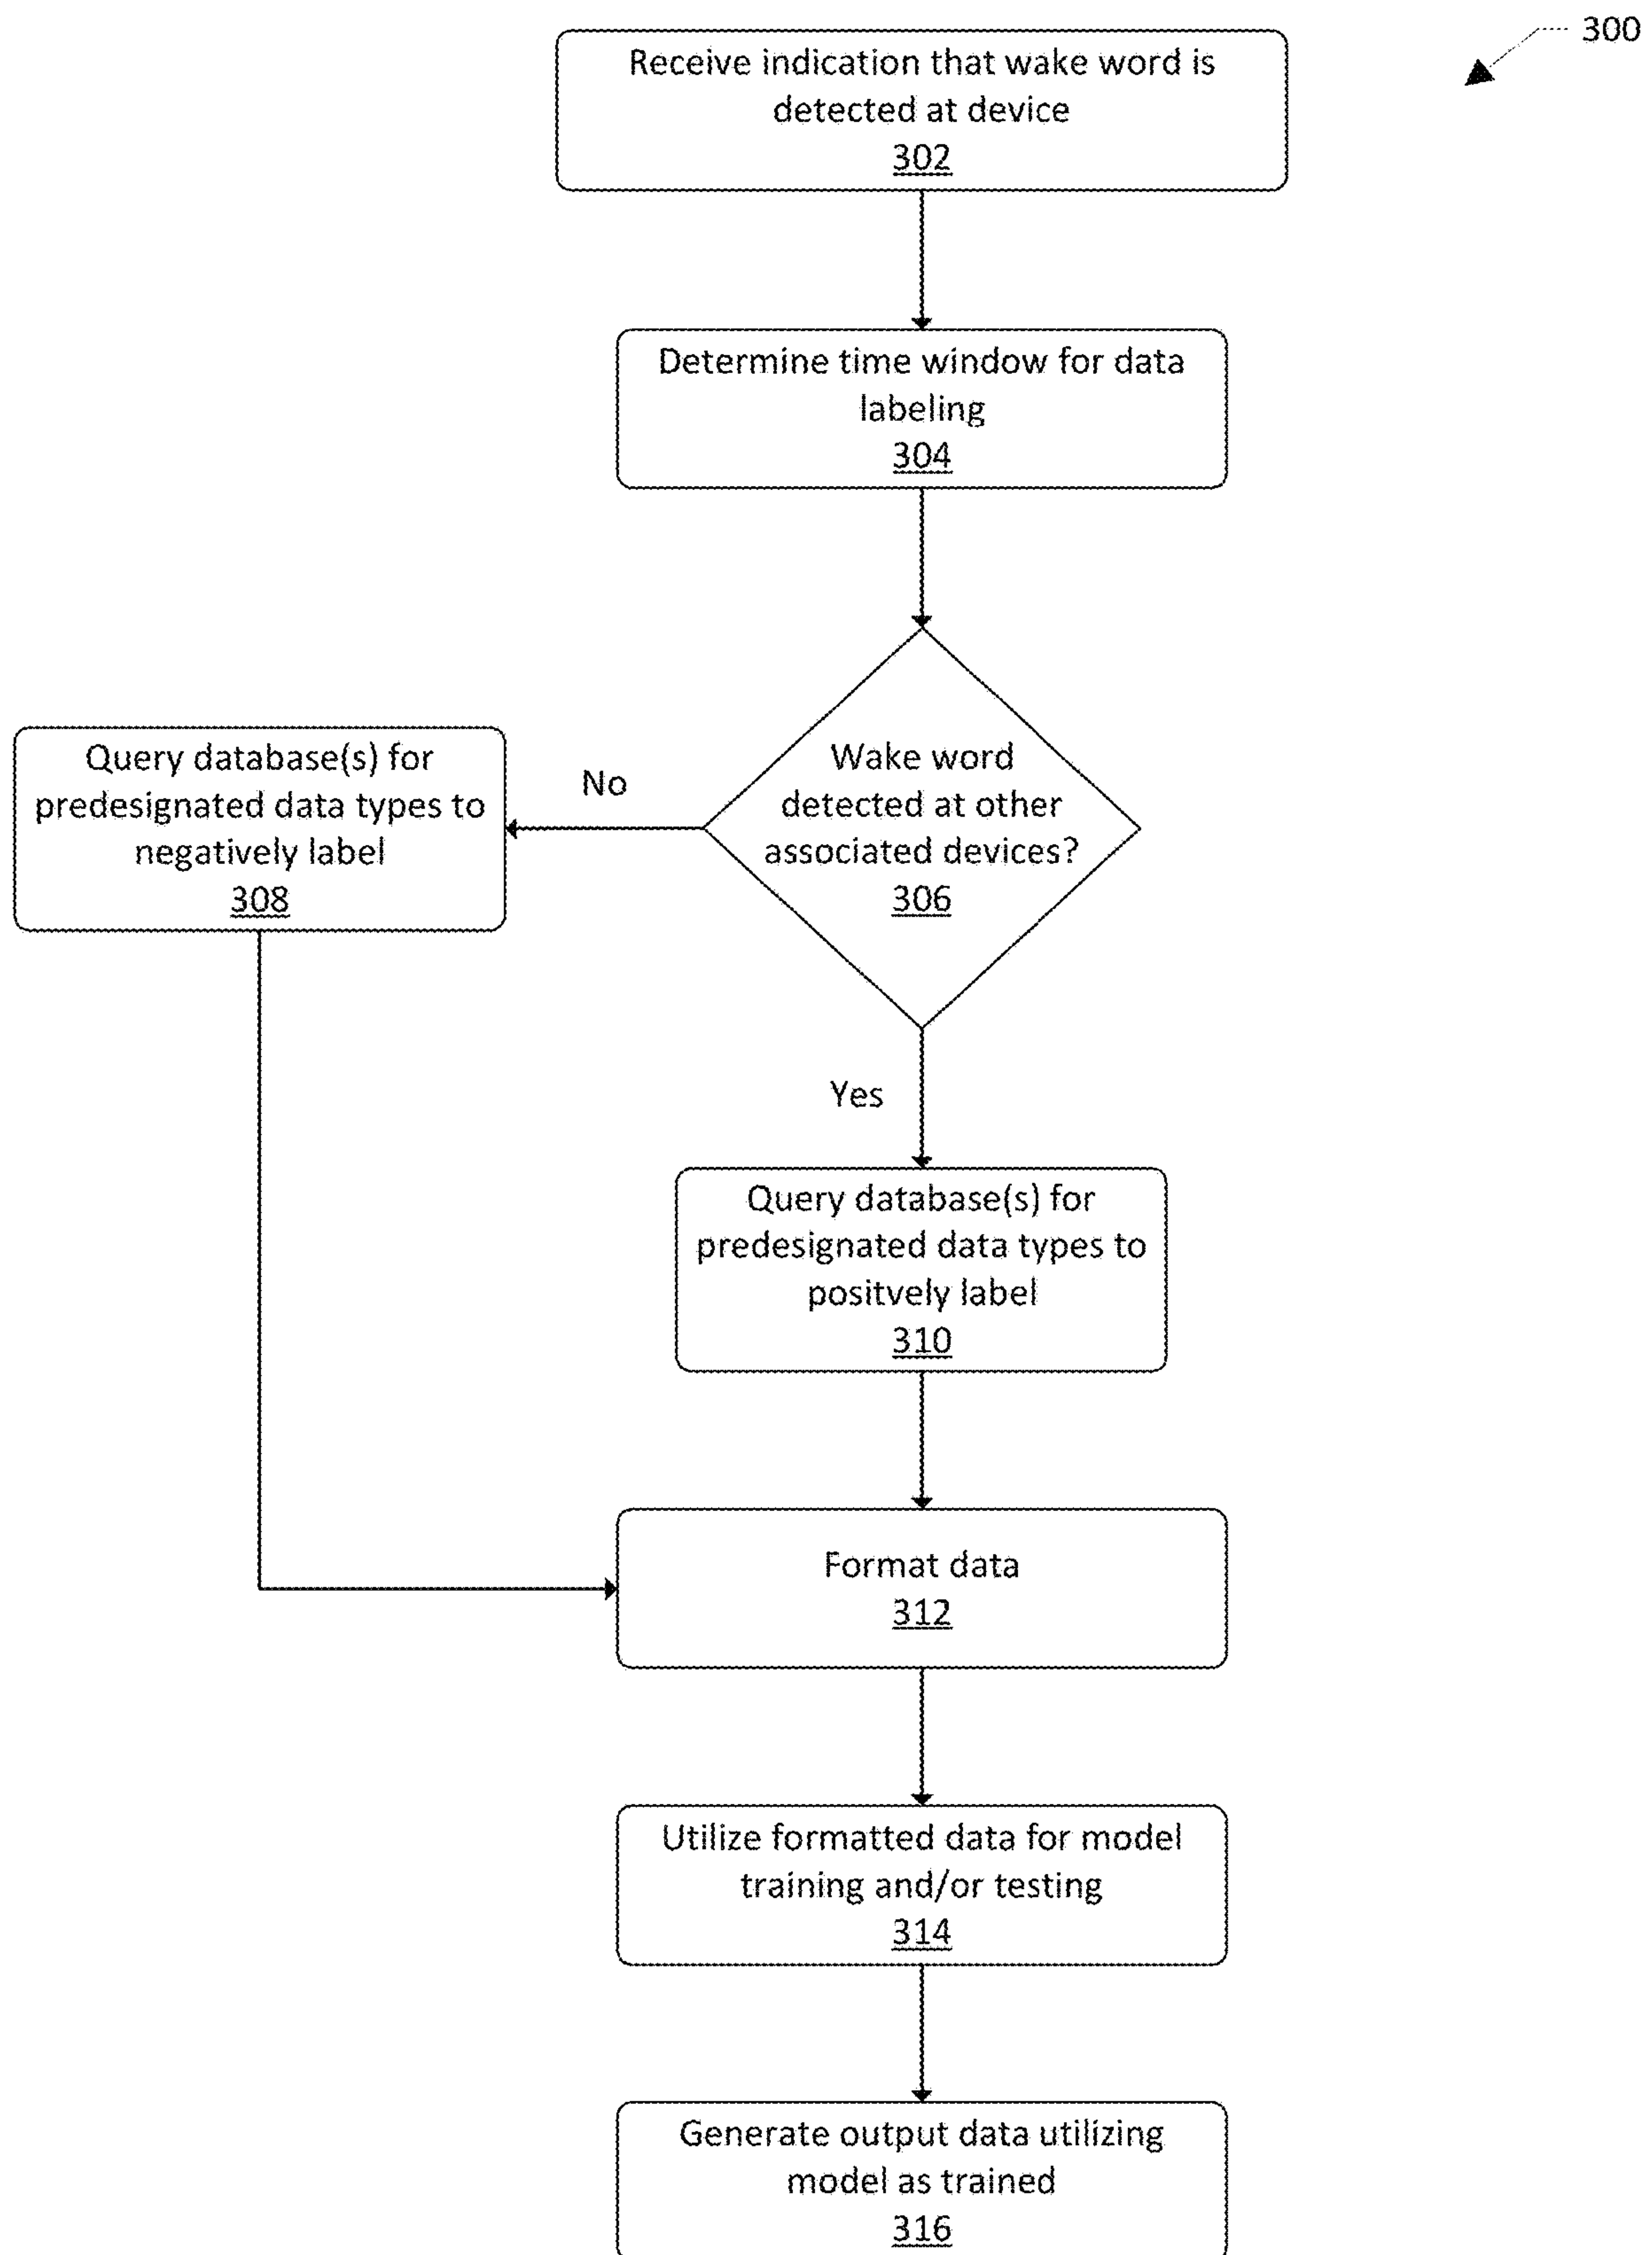 300
Receive indication that wake word is
detected at device
302
Determine time window for data
labeling
304
Wake word
detected at other
associated devices?
306
No
Query database(s) for
predesignated data types to
negatively label
308
Yes
Query database(s) for
predesignated data types to
positvely label
310
Format data
312
Utilize formatted data for model
training and/or testing
314
Generate output data utilizing
model as trained
316